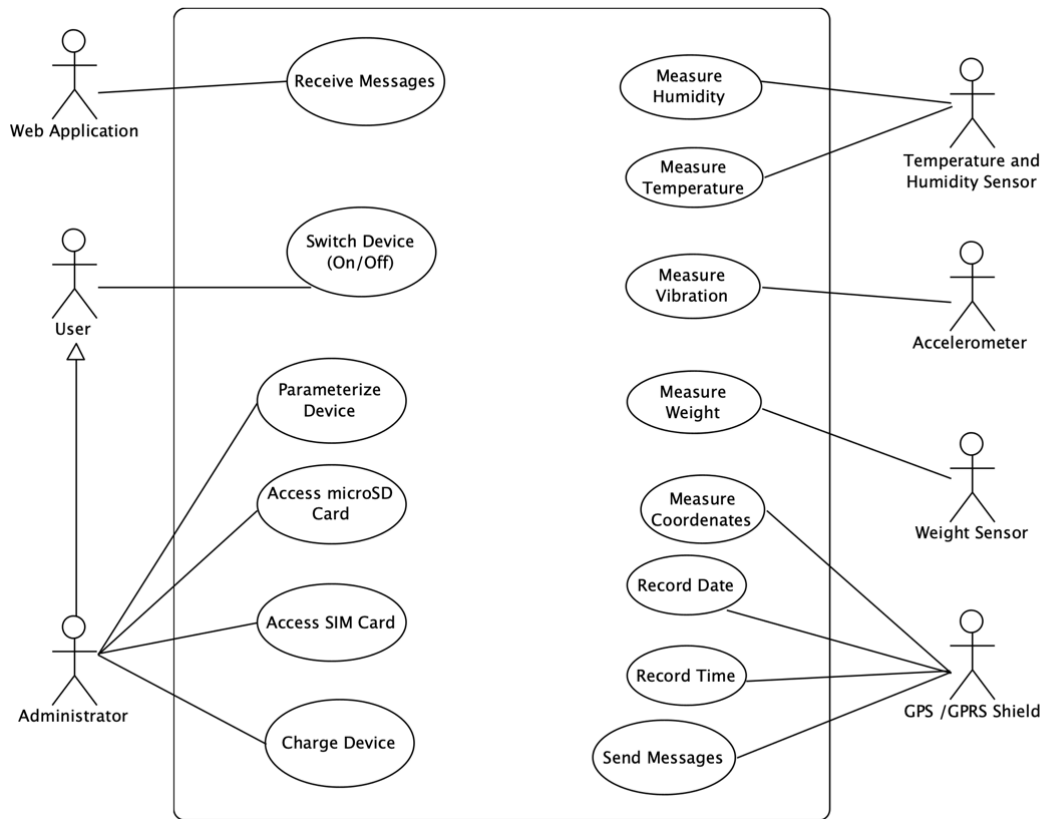 Receive Messages
Web Application
Measure
Humidity
Measure
Temperature
Temperature and
Humidity Sensor
Switch Device
(On/Off)
User
Measure
Vibration
Accelerometer
Parameterize
Device
Measure
Weight
Access microSD
Card
Measure
Coordenates
Weight Sensor
Record Date
Access SIM Card
Record Time
Administrator
GPS /GPRS Shield
Charge Device
Send Messages